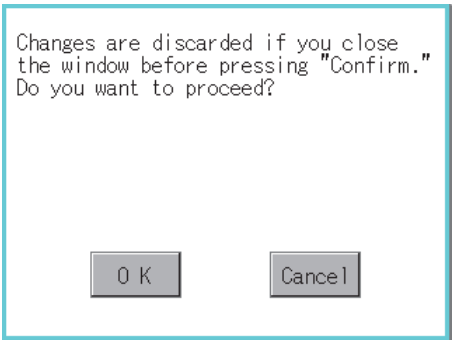 Changes are discarded if you close
the window before pressing "Confirm."
Do you want to proceed?
OK
Cancel